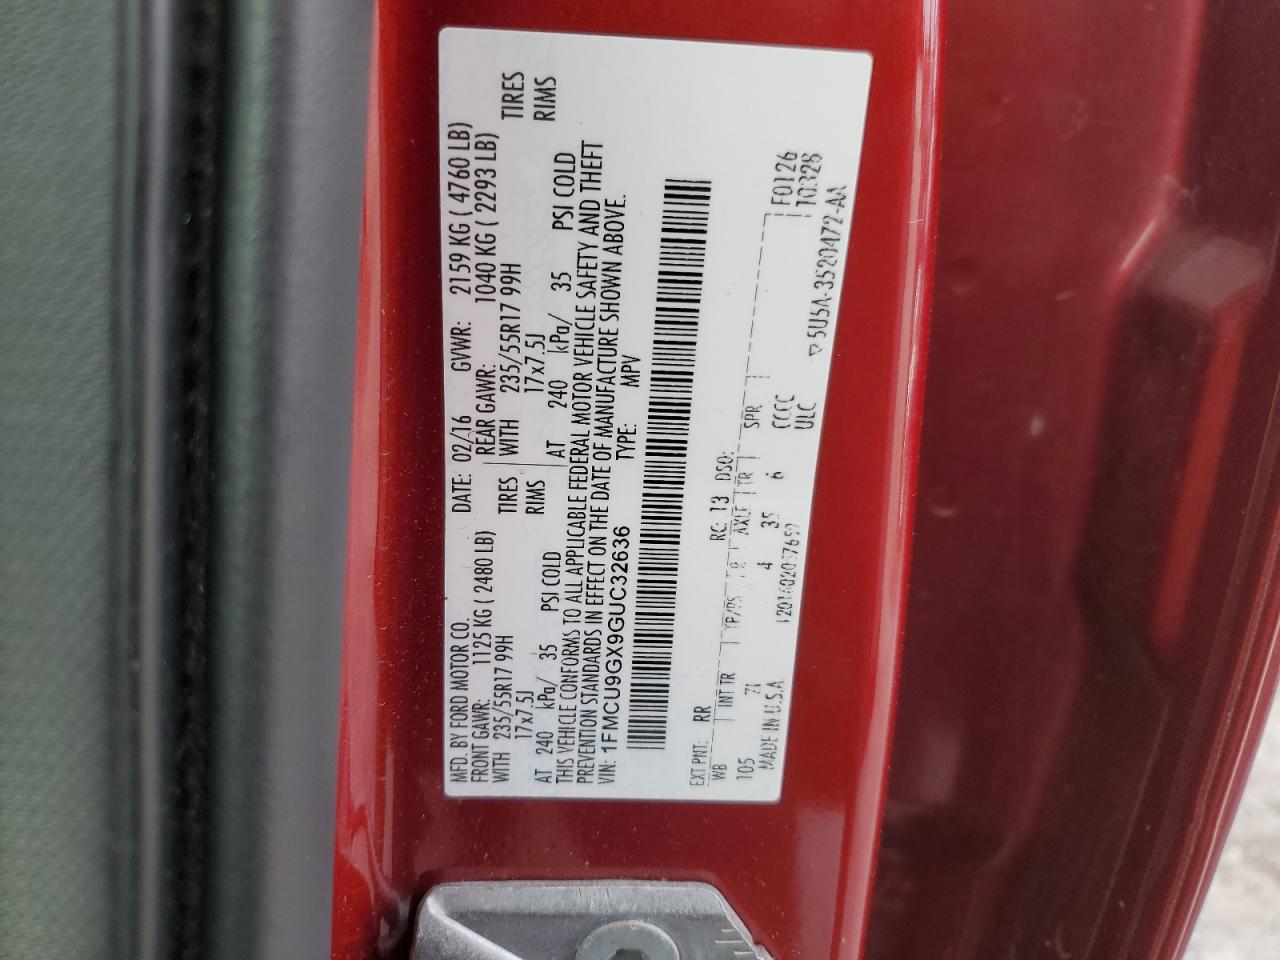 MFD. BY FORD MOTOR CO. DATE: 02/16 GVWR: 2159 KG ( 4760 LB)
FRONT GAWR: 1125 KG ( 2480 LB) REAR GAWR: 1040 KG ( 2293 LB)
WITH 235/55R17 99H TIRES WITH 235/55R17 99H TIRES
17x7.5J RIMS 17x7.5J RIMS
AT 240 kPa/ 35 PSI COLD AT 240 kPa/ 35 PSI COLD
THIS VEHICLE CONFORMS TO ALL APPLICABLE FEDERAL MOTOR VEHICLE SAFETY AND THEFT
PREVENTION STANDARDS IN EFFECT ON THE DATE OF MANUFACTURE SHOWN ABOVE.
VIN: 1FMCU9GX9GUC32636 TYPE: MPV
EXT PNT: RR RC: 13 DSO: F0126
WB INT TR TP/PS R AXLE TR SPR 10328
105 7J 4 35 6 CCCC
MADE IN U.S.A. ULC
5U5A-3520472-AA